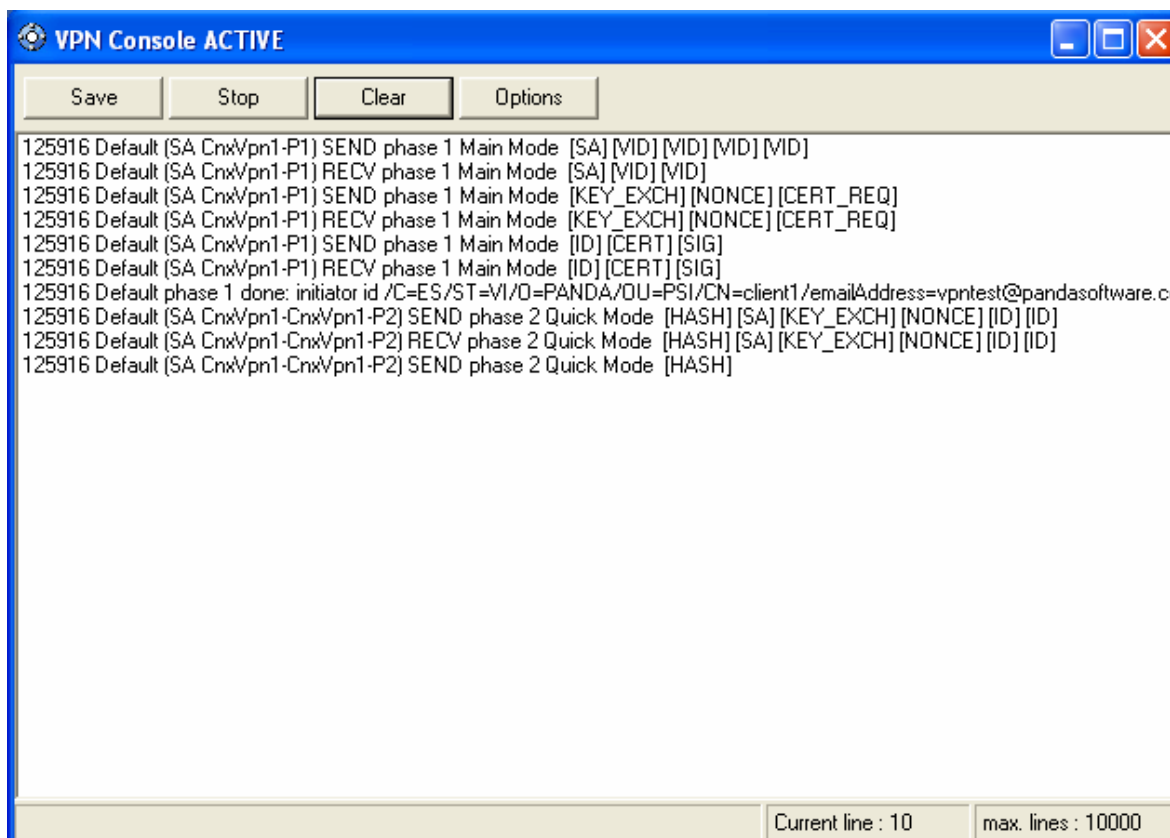 VPN Console ACTIVE
Save Stop Clear Options
125916 Default (SA CnxVpn1-P1) SEND phase 1 Main Mode [SA] [VID] [VID] [VID] [VID]
125916 Default (SA CnxVpn1-P1) RECV phase 1 Main Mode [SA] [VID] [VID]
125916 Default (SA CnxVpn1-P1) SEND phase 1 Main Mode [KEY_EXCH] [NONCE] [CERT_REQ]
125916 Default (SA CnxVpn1-P1) RECV phase 1 Main Mode [KEY_EXCH] [NONCE] [CERT_REQ]
125916 Default (SA CnxVpn1-P1) SEND phase 1 Main Mode [ID] [CERT] [SIG]
125916 Default (SA CnxVpn1-P1) RECV phase 1 Main Mode [ID] [CERT] [SIG]
125916 Default phase 1 done: initiator id /C=ES/ST=VI/O=PANDA/OU=PSI/CN=client1/emailAddress=vpntest@pandasoftware.c
125916 Default (SA CnxVpn1-CnxVpn1-P2) SEND phase 2 Quick Mode [HASH] [SA] [KEY_EXCH] [NONCE] [ID] [ID]
125916 Default (SA CnxVpn1-CnxVpn1-P2) RECV phase 2 Quick Mode [HASH] [SA] [KEY_EXCH] [NONCE] [ID] [ID]
125916 Default (SA CnxVpn1-CnxVpn1-P2) SEND phase 2 Quick Mode [HASH]
Current line : 10 max. lines : 10000